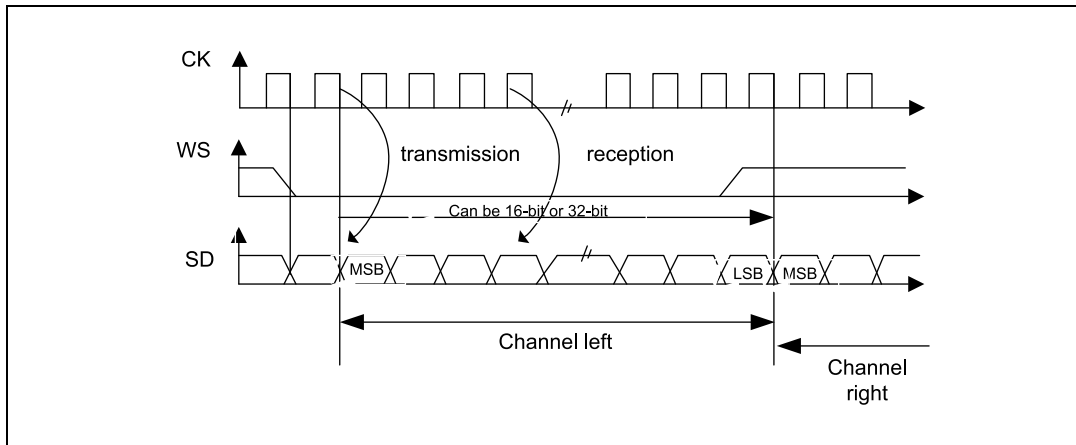 CK
WS
transmission
reception
Can be 16-bit or 32-bit
SD
MSB
LSB
MSB
Channel left
Channel
right